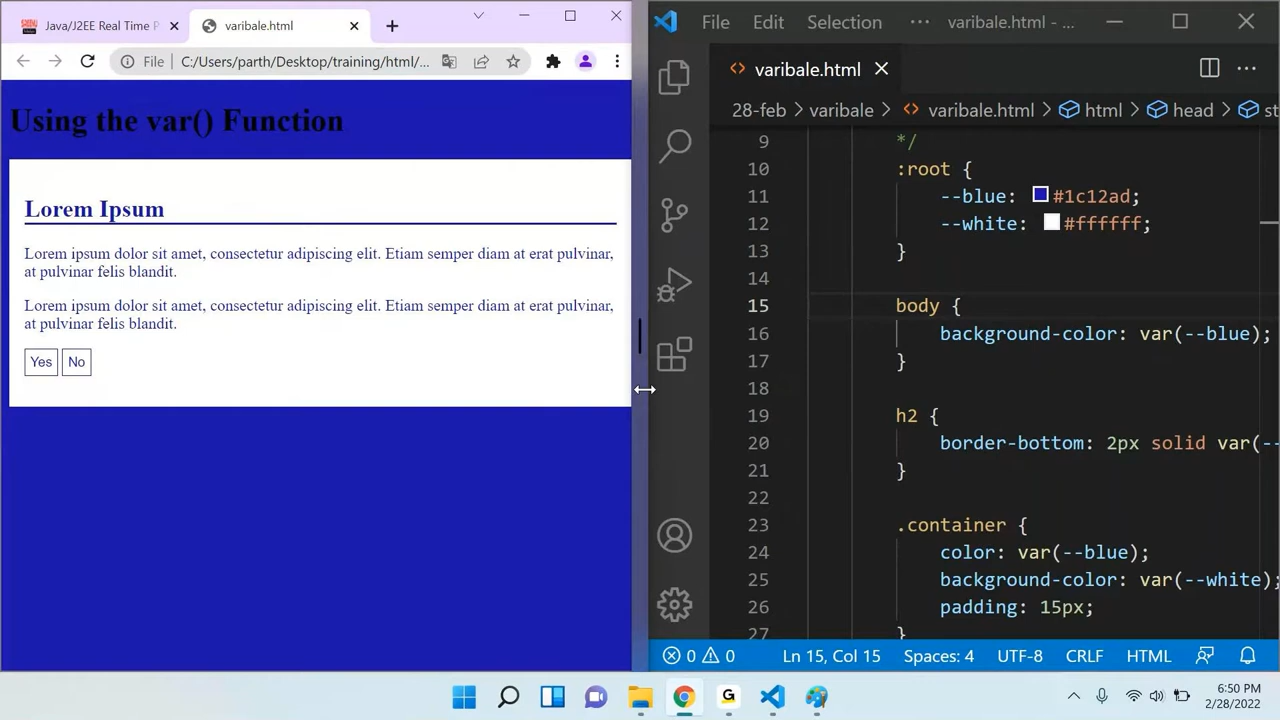 Java/J2EE Real Time P
varibale.html
File C:/Users/parth/Desktop/training/html/...
Using the var() Function
Lorem Ipsum
Lorem ipsum dolor sit amet, consectetur adipiscing elit. Etiam semper diam at erat pulvinar,
at pulvinar felis blandit.
Lorem ipsum dolor sit amet, consectetur adipiscing elit. Etiam semper diam at erat pulvinar,
at pulvinar felis blandit.
Yes No
File Edit Selection ... varibale.html - ...
varibale.html
28-feb > varibale > varibale.html > html > head > st
9 */
10 :root {
11 --blue: #1c12ad;
12 --white: #ffffff;
13 }
14
15 body {
16 background-color: var(--blue);
17 }
18
19 h2 {
20 border-bottom: 2px solid var(--
21 }
22
23 .container {
24 color: var(--blue);
25 background-color: var(--white);
26 padding: 15px;
27 }
0 0 Ln 15, Col 15 Spaces: 4 UTF-8 CRLF HTML
G
6:50 PM
2/28/2022